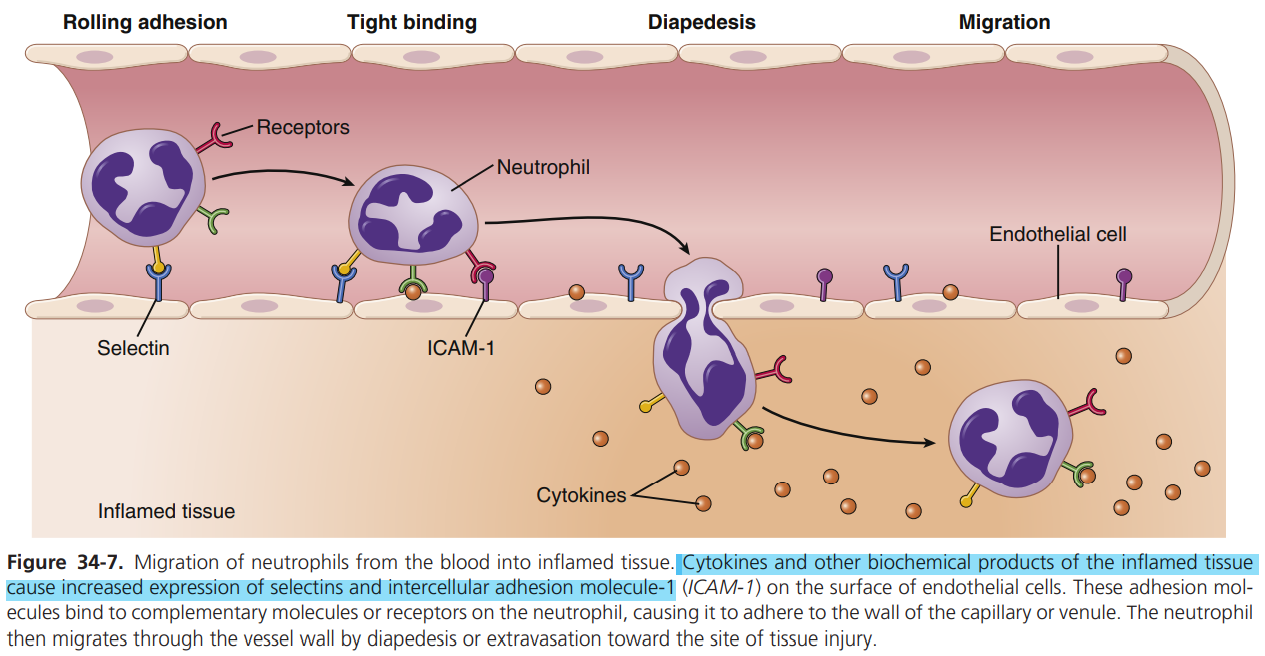 Rolling adhesion
Tight binding
Diapedesis
Migration
Receptors
Neutrophil
Endothelial cell
Selectin
ICAM-1
Cytokines
Inflamed tissue
Figure 34-7. Migration of neutrophils from the blood into inflamed tissue. Cytokines and other biochemical products of the inflamed tissue
cause increased expression of selectins and intercellular adhesion molecule-1 (ICAM-1) on the surface of endothelial cells. These adhesion mol-
ecules bind to complementary molecules or receptors on the neutrophil, causing it to adhere to the wall of the capillary or venule. The neutrophil
then migrates through the vessel wall by diapedesis or extravasation toward the site of tissue injury.